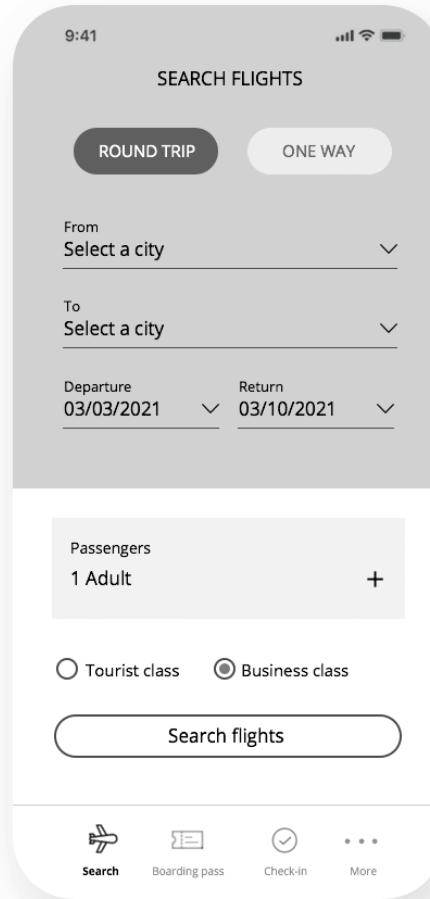 9:41
SEARCH FLIGHTS
ROUND TRIP ONE WAY
From
Select a city
To
Select a city
Departure Return
03/03/2021 03/10/2021
Passengers
1 Adult +
Tourist class Business class
Search flights
Search Boarding pass Check-in More